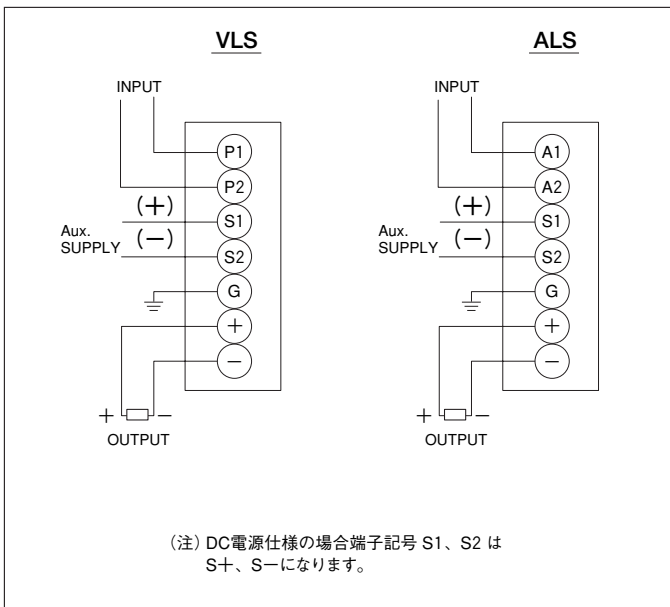 VLS
INPUT
P1
P2
(+)
S1
Aux.
SUPPLY
(−)
S2
G
+
−
+ −
OUTPUT
ALS
INPUT
A1
A2
(+)
S1
Aux.
SUPPLY
(−)
S2
G
+
−
+ −
OUTPUT
(注) DC電源仕様の場合端子記号 S1、S2 は
S+、S−になります。